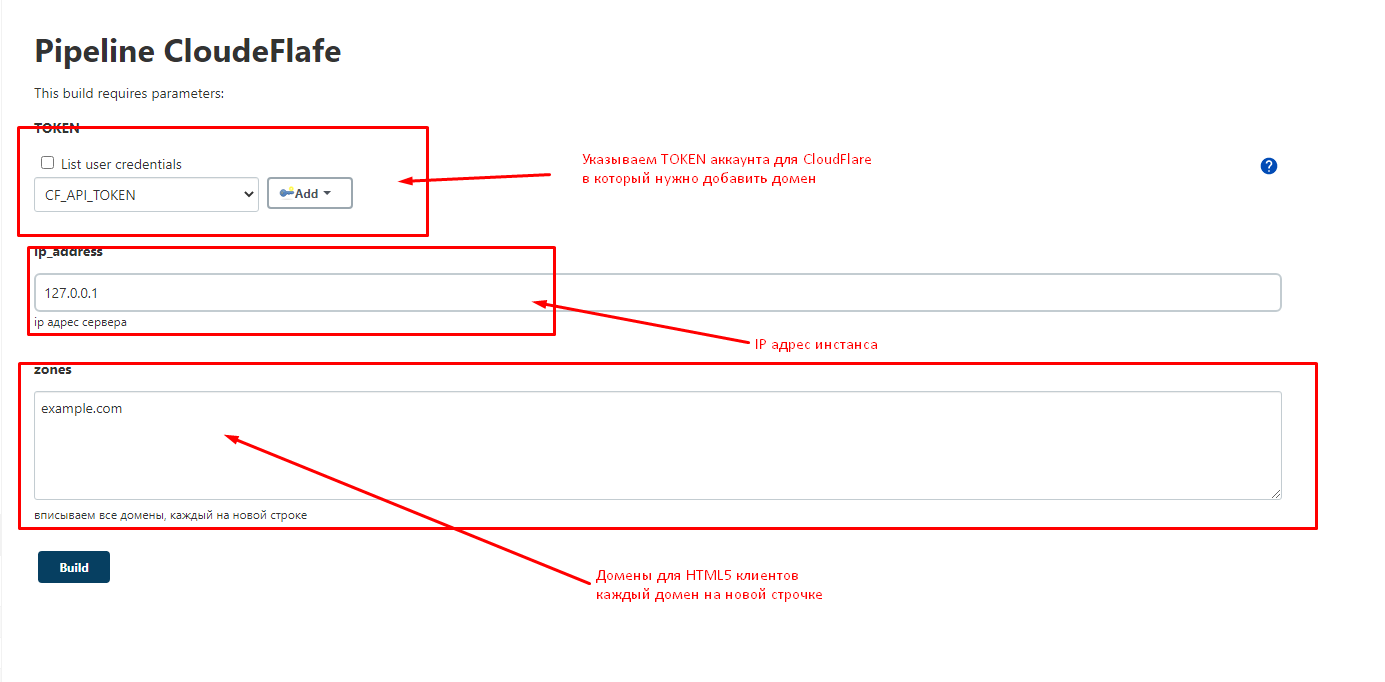 Pipeline CloudeFlafe
This build requires parameters:
TOKEN
List user credentials
CF_API_TOKEN
Add
Указываем TOKEN аккаунта для CloudFlare
в который нужно добавить домен
?
ip_address
127.0.0.1
ip адрес сервера
IP адрес инстанса
zones
example.com
вписываем все домены, каждый на новой строке
Build
Домены для HTML5 клиентов
каждый домен на новой строчке